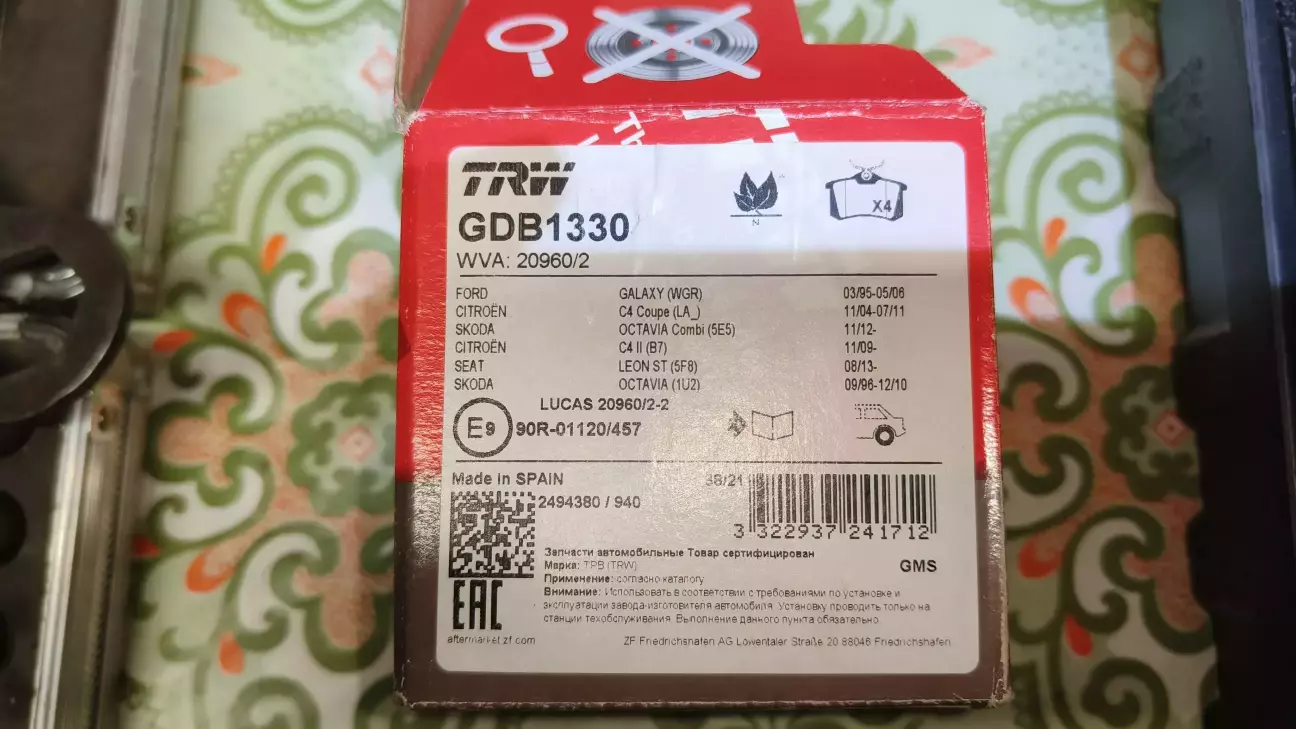 Th
TRW
GDB1330
WVA: 20960/2
N
X4
FORD GALAXY (WGR) 03/95-05/06
CITROËN C4 Coupe (LA_) 11/04-07/11
SKODA OCTAVIA Combi (5E5) 11/12-
CITROËN C4 II (B7) 11/09-
SEAT LEON ST (5F8) 08/13-
SKODA OCTAVIA (1U2) 09/96-12/10
LUCAS 20960/2-2
E9 90R-01120/457
Made in SPAIN 38/21
2494380 / 940
3 322937 241712
Запчасти автомобильные Товар сертифицирован
Марка: ТРВ (TRW) GMS
Применение: согласно каталогу
Внимание: Использовать в соответствии с требованиями по установке и
эксплуатации завода-изготовителя автомобиля. Установку проводить только на
станции техобслуживания. Выполнение данного пункта обязательно.
EAC
aftermarket.zf.com ZF Friedrichshafen AG Löwentaler Straße 20 88046 Friedrichshafen